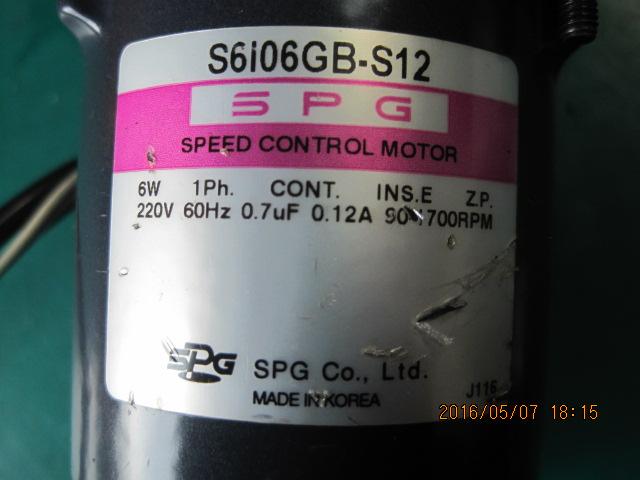 S6i06GB-S12
SPG
SPEED CONTROL MOTOR
6W 1Ph. CONT. INS.E Z.P.
220V 60Hz 0.7uF 0.12A 90~1700RPM
SPG SPG Co., Ltd.
MADE IN KOREA
J116
2016/05/07 18:15